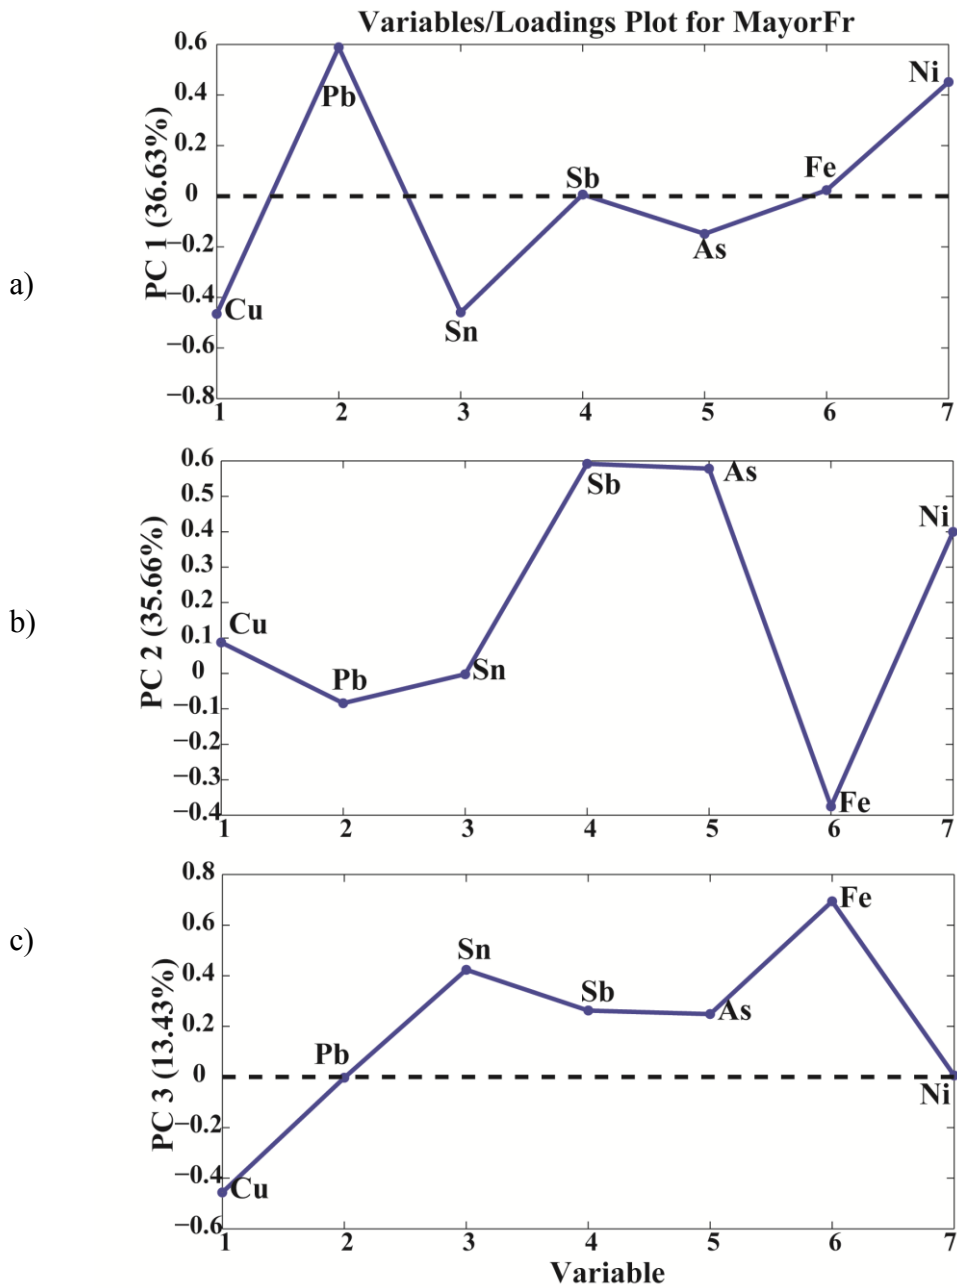 Variables/Loadings Plot for MayorFr
a)
PC 1 (36.63%)
0.6
0.4
0.2
0
−0.2
−0.4
−0.6
−0.8
Cu
Pb
Sn
Sb
As
Fe
Ni
1 2 3 4 5 6 7
b)
PC 2 (35.66%)
0.6
0.5
0.4
0.3
0.2
0.1
0
−0.1
−0.2
−0.3
−0.4
Cu
Pb
Sn
Sb
As
Fe
Ni
1 2 3 4 5 6 7
c)
PC 3 (13.43%)
0.8
0.6
0.4
0.2
0
−0.2
−0.4
−0.6
Cu
Pb
Sn
Sb
As
Fe
Ni
1 2 3 4 5 6 7
Variable